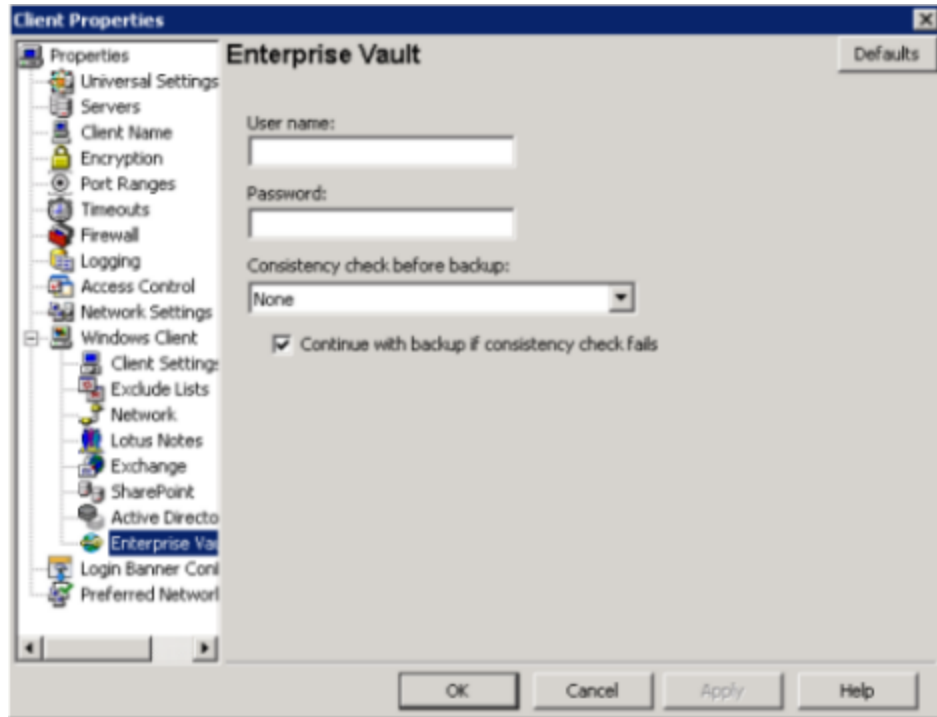 Client Properties
Properties
Universal Settings
Servers
Client Name
Encryption
Port Ranges
Timeouts
Firewall
Logging
Access Control
Network Settings
Windows Client
Client Setting
Exclude Lists
Network
Lotus Notes
Exchange
SharePoint
Active Directo
Enterprise Va
Login Banner Con
Preferred Networ
Enterprise Vault
Defaults
User name:
Password:
Consistency check before backup:
None
Continue with backup if consistency check fails
OK
Cancel
Apply
Help